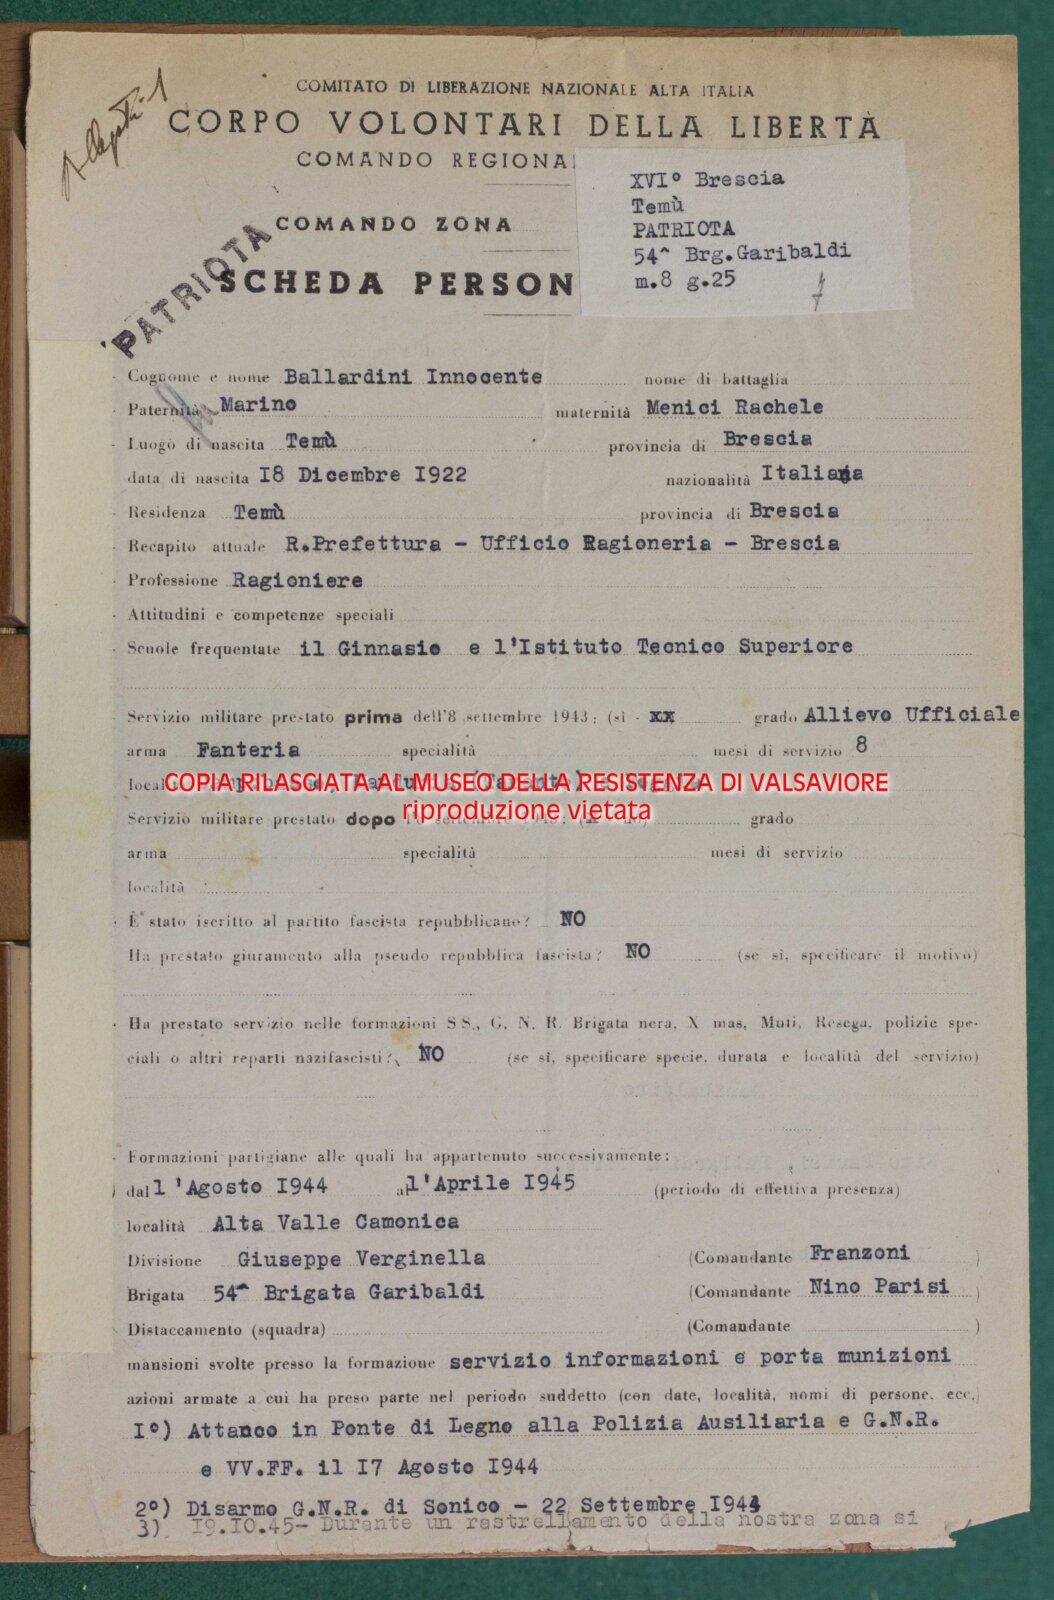 COMITATO DI LIBERAZIONE NAZIONALE ALTA ITALIA
CORPO VOLONTARI DELLA LIBERTÀ
COMANDO REGIONA
COMANDO ZONA
SCHEDA PERSON
PATRIOTA
XVI° Brescia
Temù
PATRIOTA
54^ Brg.Garibaldi
m.8 g.25
Cognome e nome Ballardini Innocente nome di battaglia
Paternità Marino maternità Menici Rachele
Luogo di nascita Temù provincia di Brescia
data di nascita I8 Dicembre I922 nazionalità Italiana
Residenza Temù provincia di Brescia
Recapito attuale R.Prefettura - Ufficio Ragioneria - Brescia
Professione Ragioniere
Attitudini e competenze speciali
Scuole frequentate il Ginnasio e l'Istituto Tecnico Superiore
Servizio militare prestato prima dell'8 settembre 1943: (sì - xx grado Allievo Ufficiale
arma Fanteria specialità mesi di servizio 8
COPIA RILASCIATA AL MUSEO DELLA RESISTENZA DI VALSAVIORE
riproduzione vietata
Servizio militare prestato dopo grado
arma specialità mesi di servizio
località
È stato iscritto al partito fascista repubblicano? NO
Ha prestato giuramento alla pseudo repubblica fascista? NO (se sì, specificare il motivo)
Ha prestato servizio nelle formazioni S S., G. N. R. Brigata nera, X mas, Muti, Resega, polizie spe-
ciali o altri reparti nazifascisti? NO (se sì, specificare specie, durata e località del servizio)
Formazioni partigiane alle quali ha appartenuto successivamente:
dal l 'Agosto I944 al l'Aprile I945 (periodo di effettiva presenza)
località Alta Valle Camonica
Divisione Giuseppe Verginella (Comandante Franzoni )
Brigata 54^ Brigata Garibaldi (Comandante Nino Parisi )
Distaccamento (squadra) (Comandante )
mansioni svolte presso la formazione servizio informazioni e porta munizioni
azioni armate a cui ha preso parte nel periodo suddetto (con date, località, nomi di persone, ecc.)
I°) Attacco in Ponte di Legno alla Polizia Ausiliaria e G.N.R.
e VV.FF. il I7 Agosto I944
2°) Disarmo G.N.R. di Sonico - 22 Settembre I944
3) I9.I0.45- Durante un rastrellamento della nostra zona si